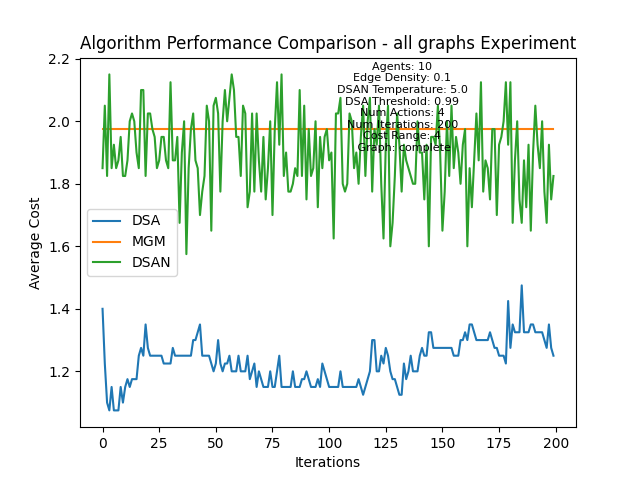 Algorithm Performance Comparison - all graphs Experiment
Agents: 10
Edge Density: 0.1
DSAN Temperature: 5.0
DSA Threshold: 0.99
Num Actions: 4
Num Iterations: 200
Cost Range: 4
Graph: complete
2.2
2.0
1.8
1.6
1.4
1.2
Average Cost
DSA
MGM
DSAN
0 25 50 75 100 125 150 175 200
Iterations